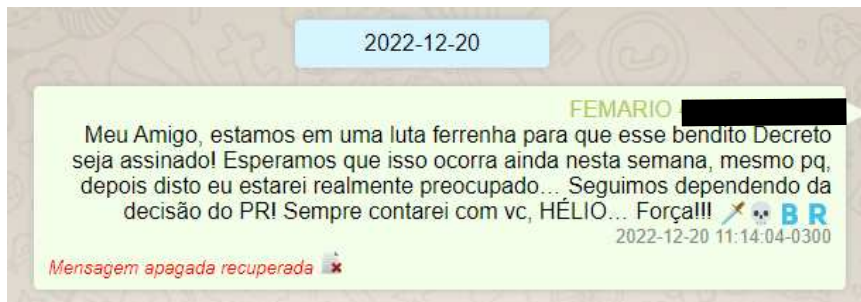 2022-12-20
FEMARIO
Meu Amigo, estamos em uma luta ferrenha para que esse bendito Decreto
seja assinado! Esperamos que isso ocorra ainda nesta semana, mesmo pq,
depois disto eu estarei realmente preocupado… Seguimos dependendo da
decisão do PR! Sempre contarei com vc, HÉLIO… Força!!! 🗡️💀 B R
2022-12-20 11:14:04-0300
Mensagem apagada recuperada